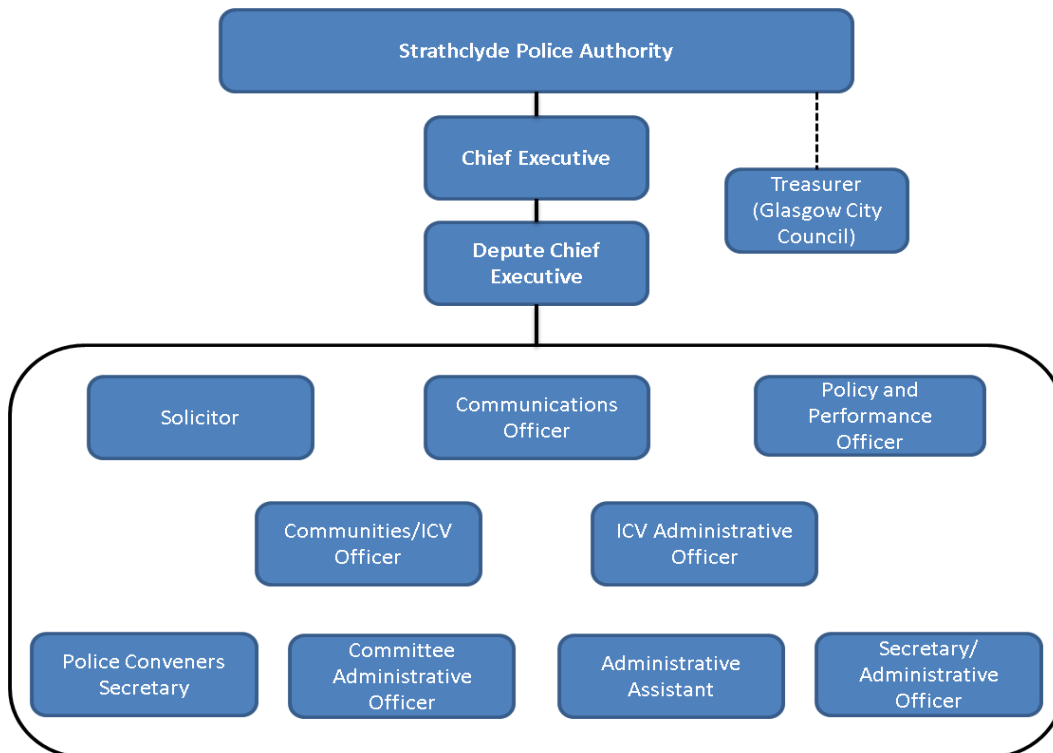 Strathclyde Police Authority
Chief Executive
Treasurer
(Glasgow City
Council)
Depute Chief
Executive
Solicitor
Communications
Officer
Policy and
Performance
Officer
Communities/ICV
Officer
ICV Administrative
Officer
Police Conveners
Secretary
Committee
Administrative
Officer
Administrative
Assistant
Secretary/
Administrative
Officer